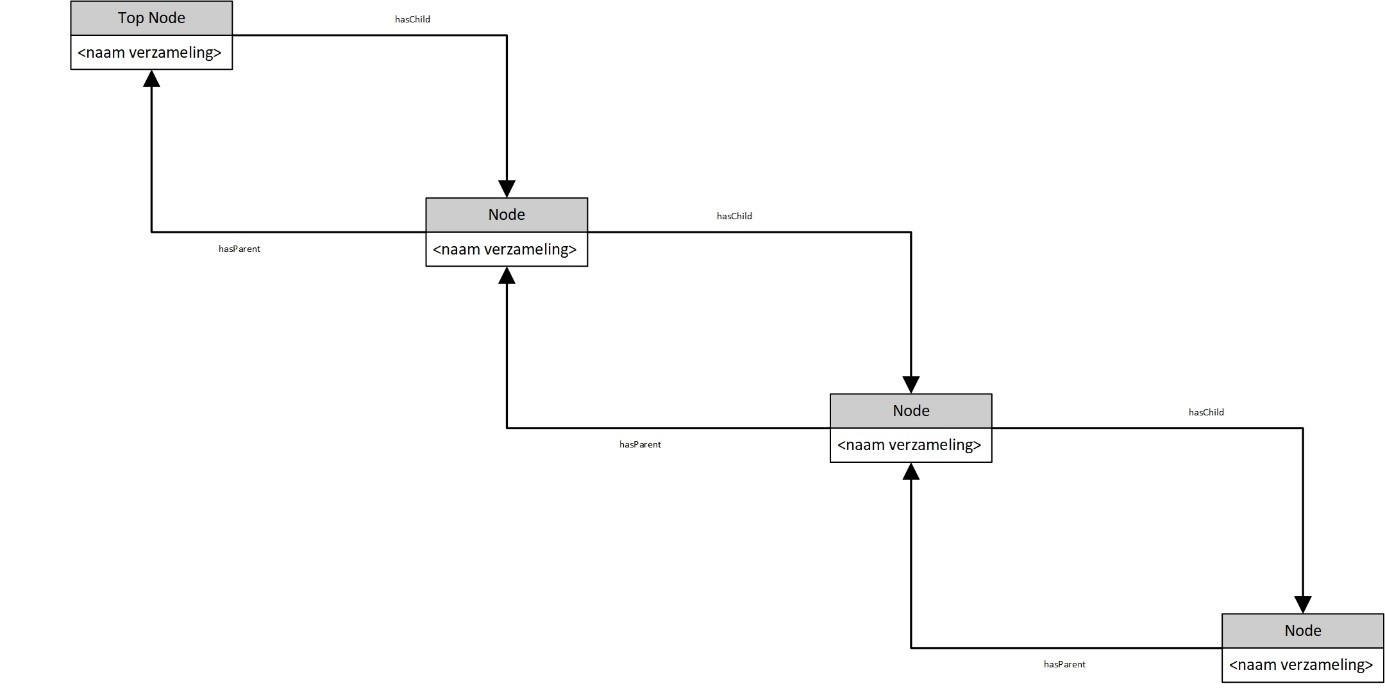 Top Node
hasChild
<naam verzameling>
Node
hasChild
hasParent
<naam verzameling>
Node
hasChild
hasParent
<naam verzameling>
Node
hasParent
<naam verzameling>